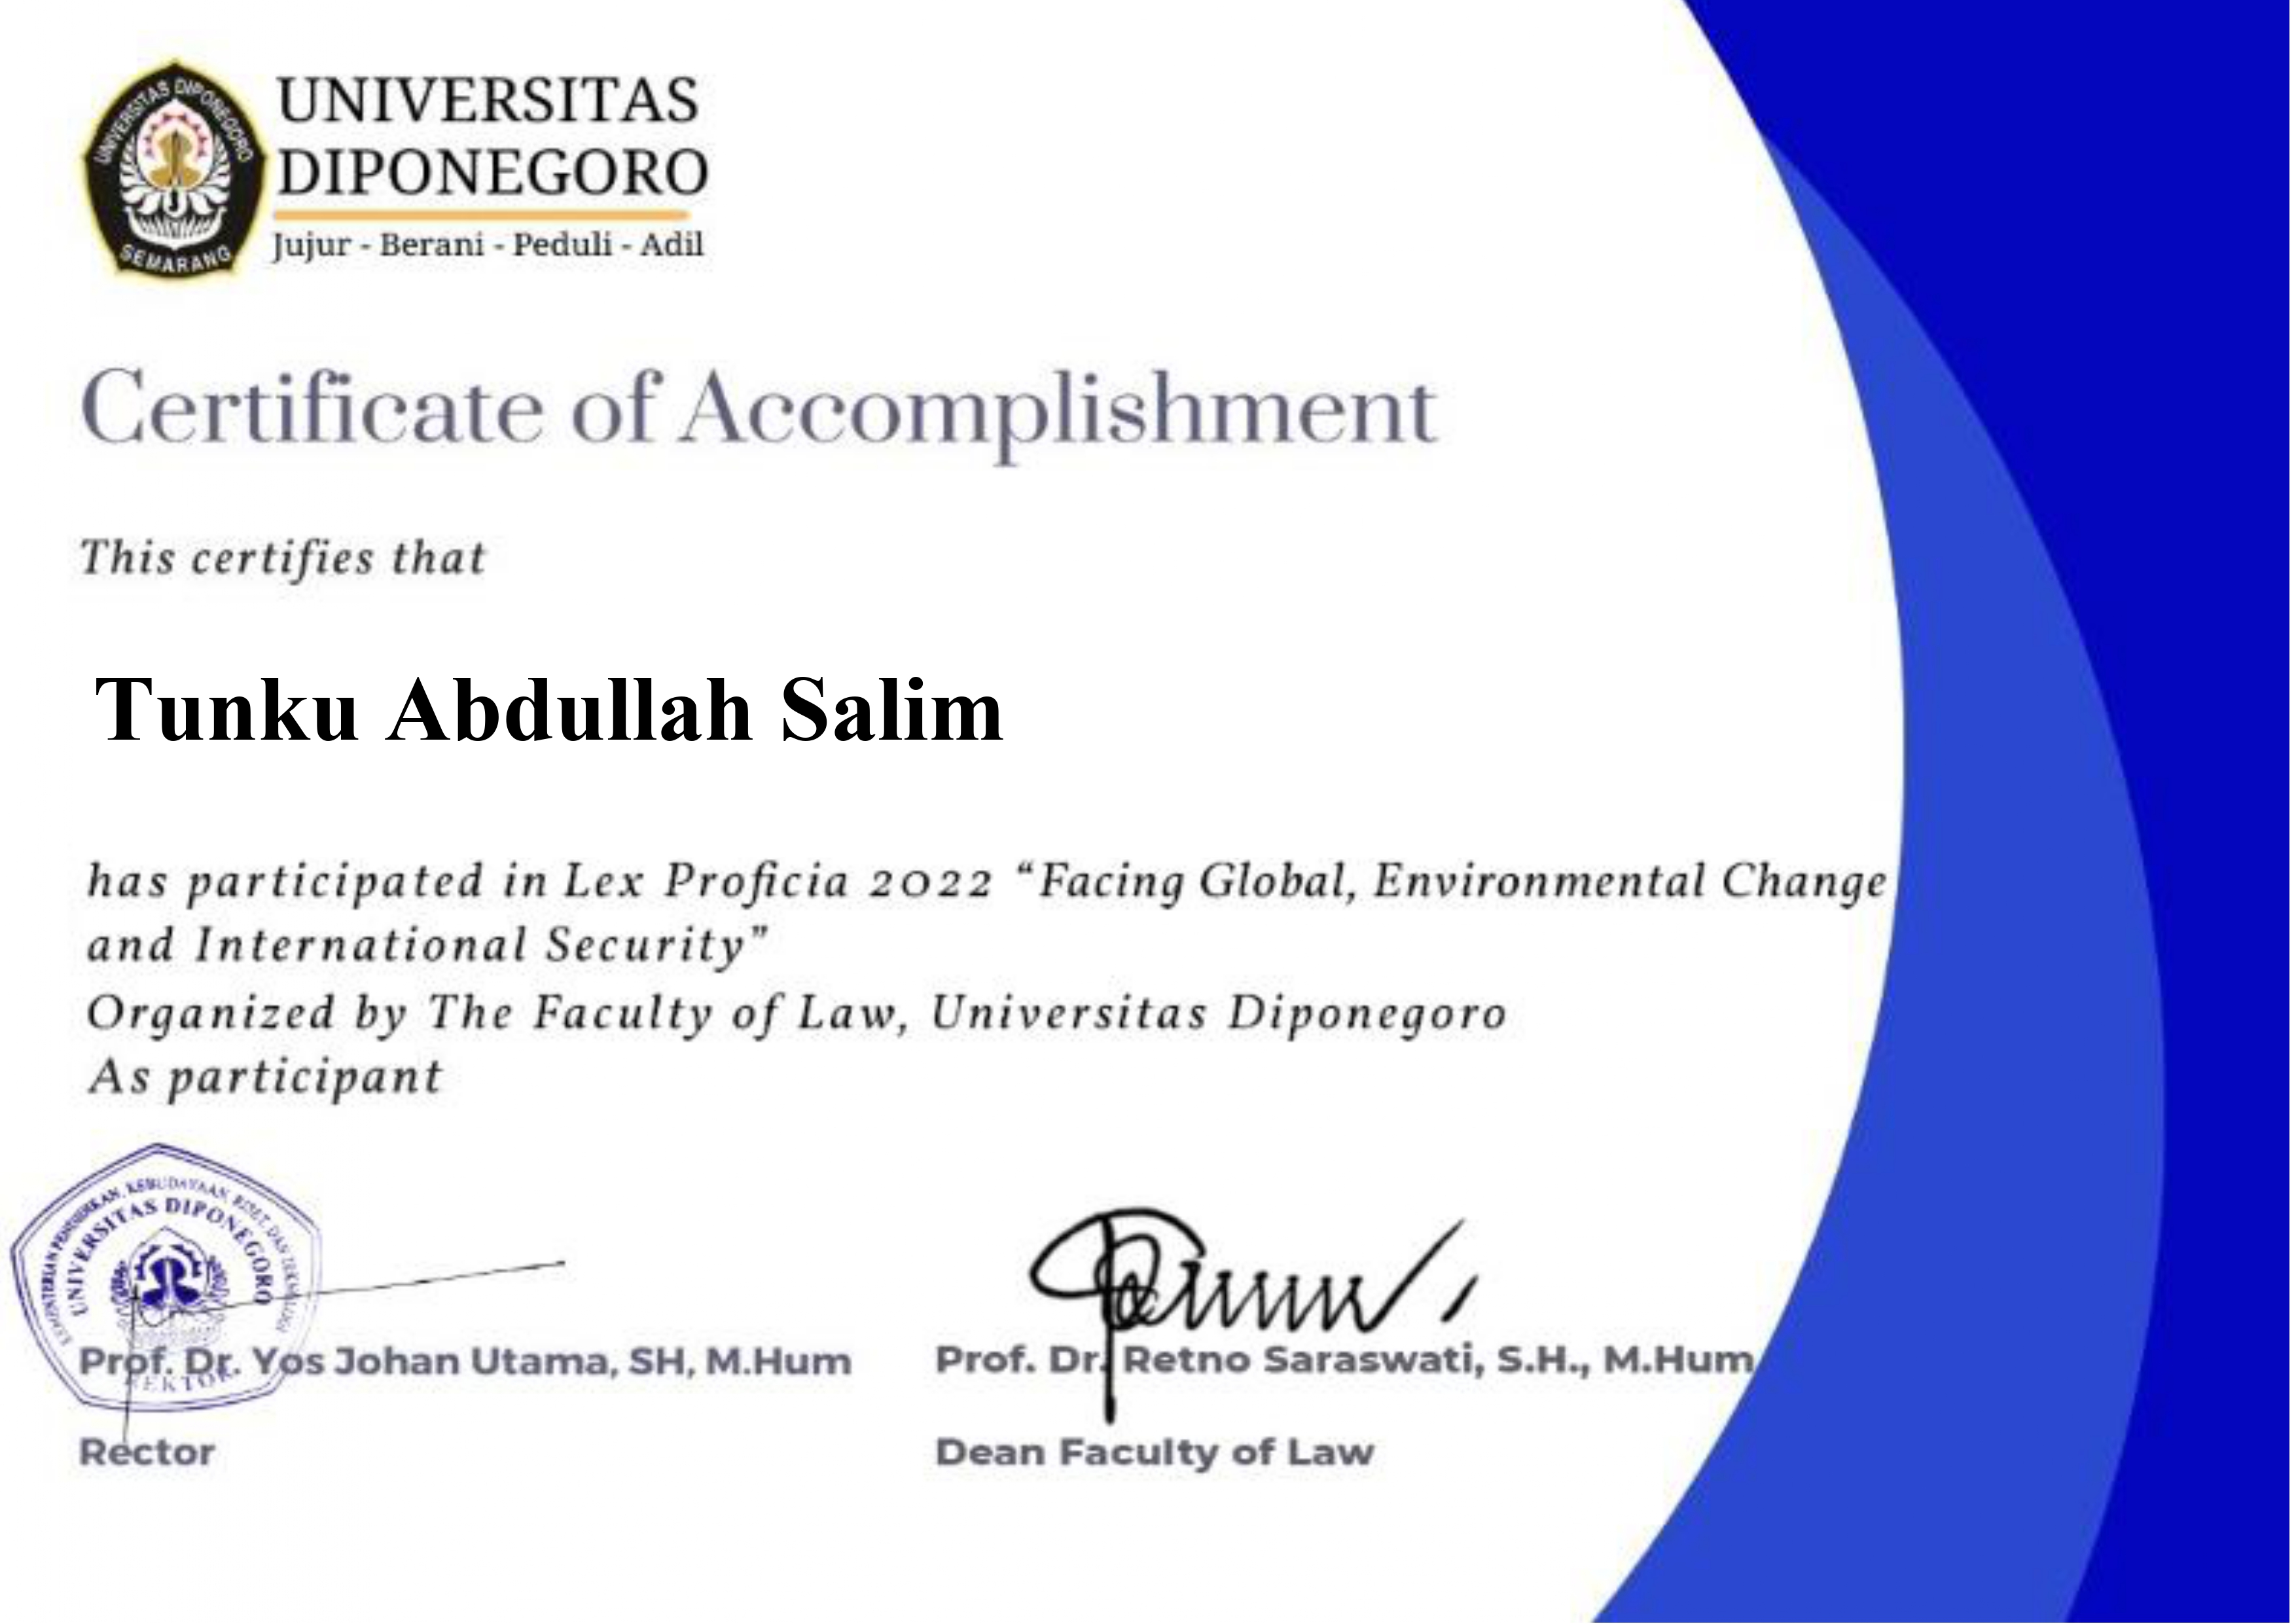 UNIVERSITAS DIPONEGORO
SEMARANG
UNIVERSITAS
DIPONEGORO
Jujur - Berani - Peduli - Adil
Certificate of Accomplishment
This certifies that
Tunku Abdullah Salim
has participated in Lex Proficia 2022 “Facing Global, Environmental Change
and International Security”
Organized by The Faculty of Law, Universitas Diponegoro
As participant
KEMENTERIAN PENDIDIKAN, KEBUDAYAAN, RISET, DAN TEKNOLOGI
UNIVERSITAS DIPONEGORO
REKTOR
Prof. Dr. Yos Johan Utama, SH, M.Hum
Rector
Prof. Dr. Retno Saraswati, S.H., M.Hum
Dean Faculty of Law